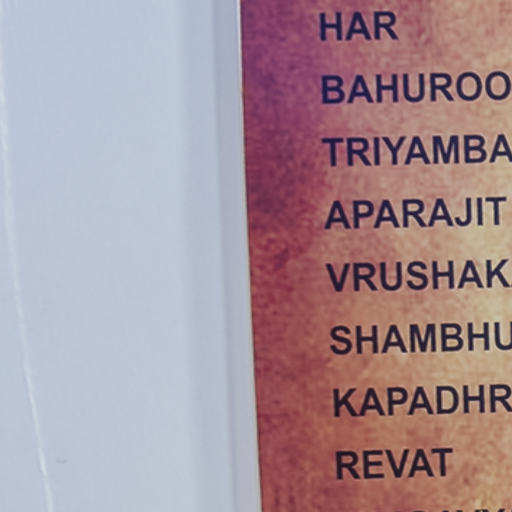 HAR
BAHUROO
TRIYAMBA
APARAJIT
VRUSHAK
SHAMBHU
KAPADHR
REVAT